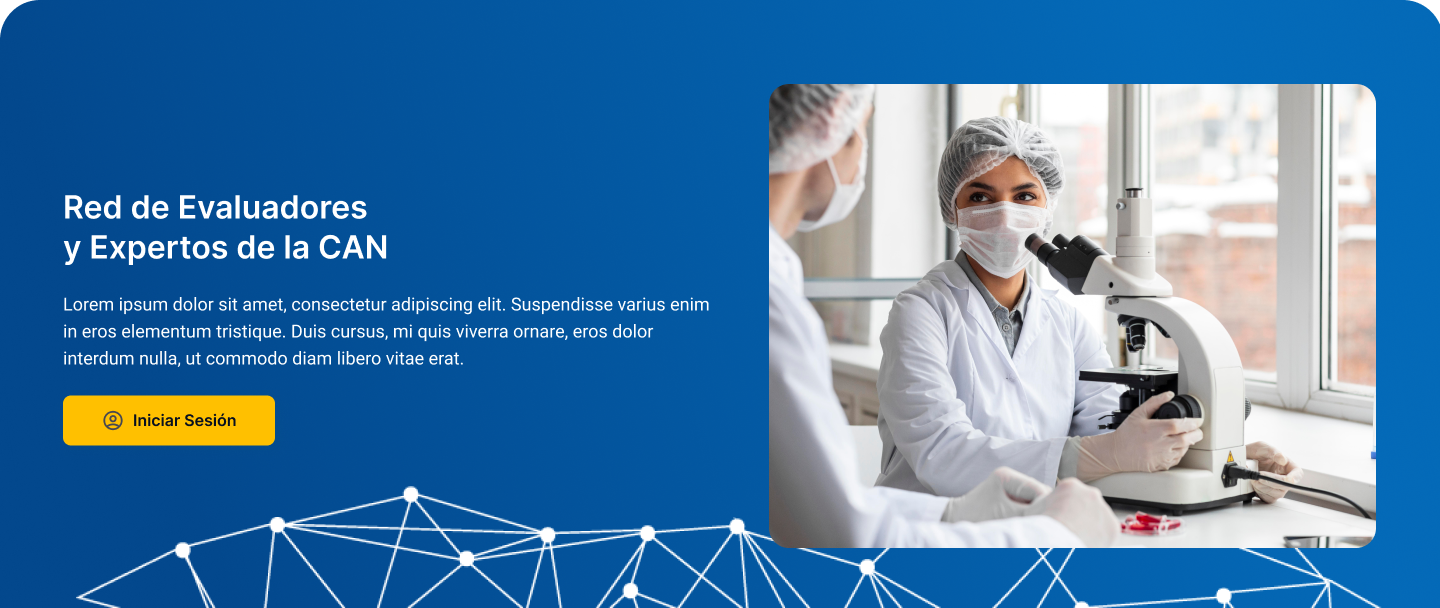 Red de Evaluadores
y Expertos de la CAN
Lorem ipsum dolor sit amet, consectetur adipiscing elit. Suspendisse varius enim
in eros elementum tristique. Duis cursus, mi quis viverra ornare, eros dolor
interdum nulla, ut commodo diam libero vitae erat.
Iniciar Sesión